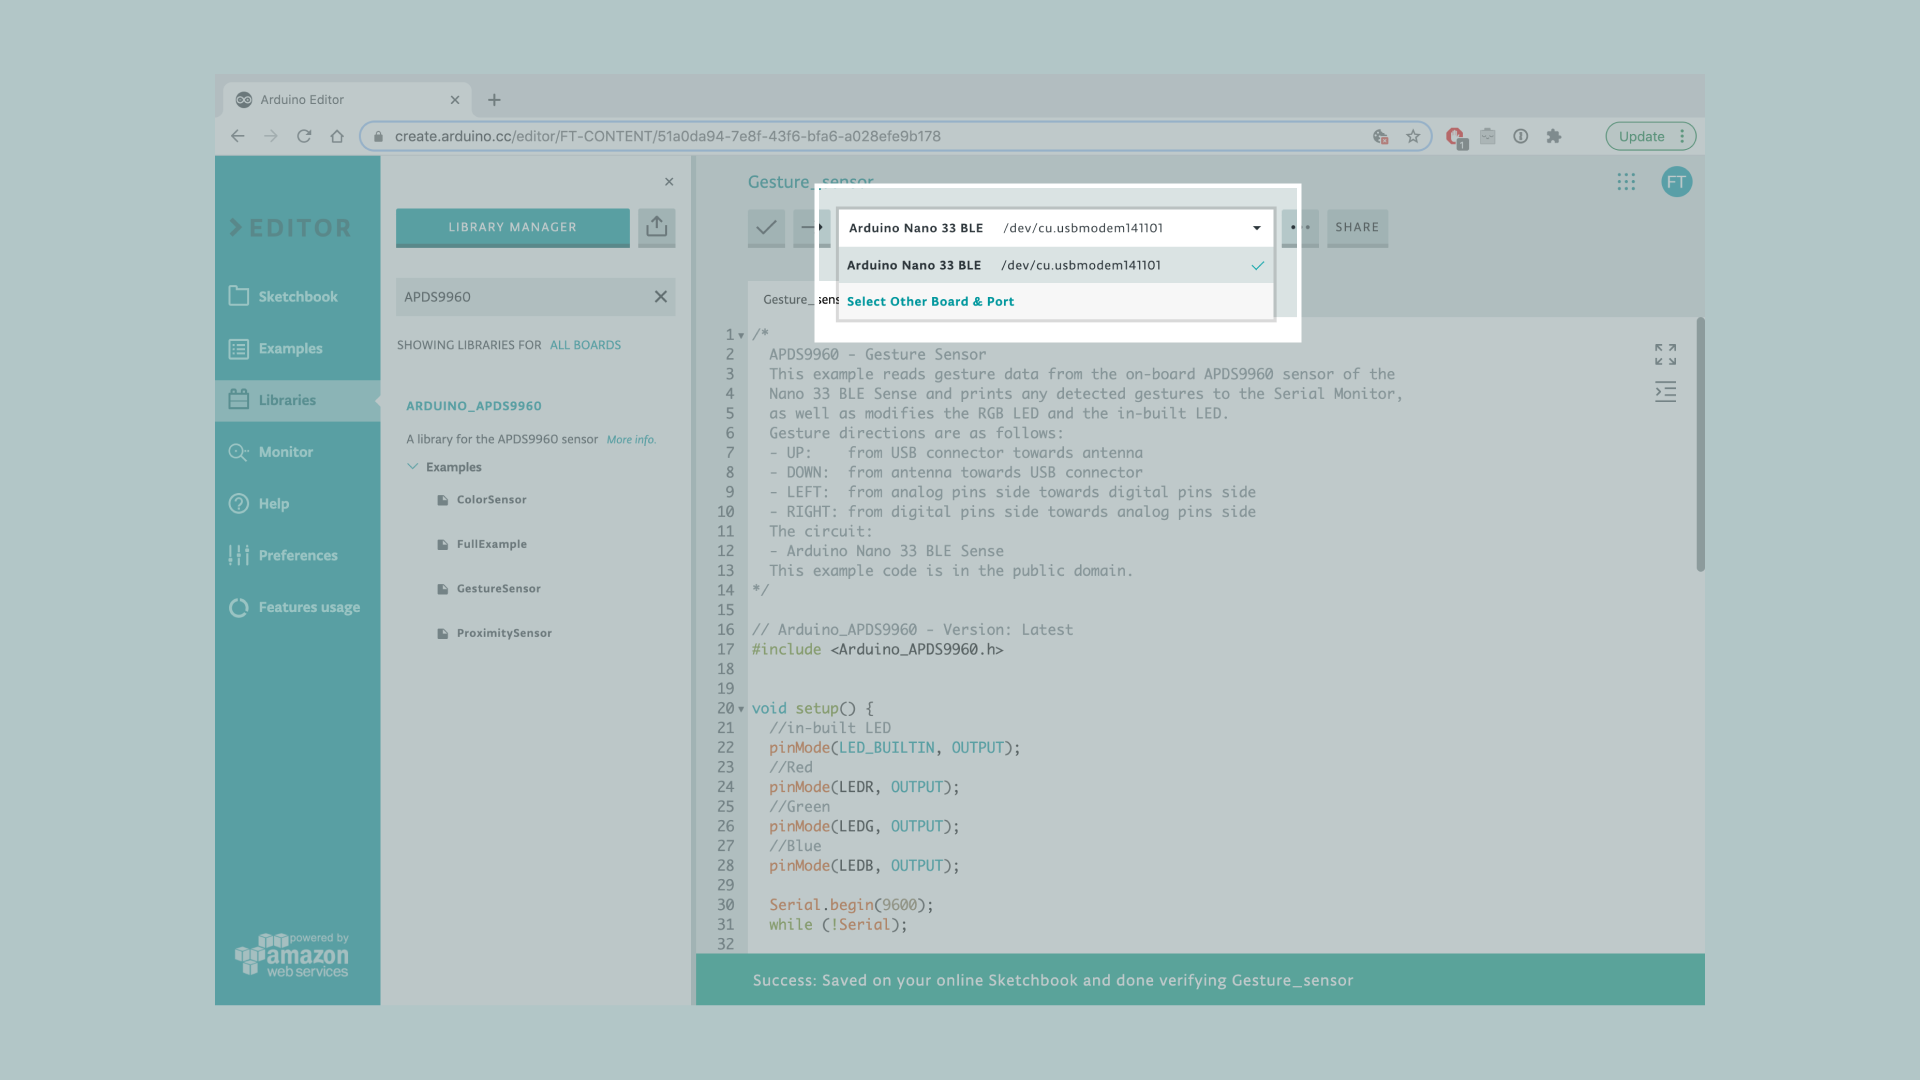 Arduino Editor
create.arduino.cc/editor/FT-CONTENT/51a0da94-7e8f-43f6-bfa6-a028efe9b178
1
Update
EDITOR
Sketchbook
Examples
Libraries
Monitor
Help
Preferences
Features usage
powered by
amazon
web services
LIBRARY MANAGER
APDS9960
SHOWING LIBRARIES FOR ALL BOARDS
ARDUINO_APDS9960
A library for the APDS9960 sensor More info.
Examples
ColorSensor
FullExample
GestureSensor
ProximitySensor
Gesture_sensor
FT
Arduino Nano 33 BLE /dev/cu.usbmodem141101
SHARE
Arduino Nano 33 BLE /dev/cu.usbmodem141101
Select Other Board & Port
Gesture_sens
1 /*
2 APDS9960 - Gesture Sensor
3 This example reads gesture data from the on-board APDS9960 sensor of the
4 Nano 33 BLE Sense and prints any detected gestures to the Serial Monitor,
5 as well as modifies the RGB LED and the in-built LED.
6 Gesture directions are as follows:
7 - UP: from USB connector towards antenna
8 - DOWN: from antenna towards USB connector
9 - LEFT: from analog pins side towards digital pins side
10 - RIGHT: from digital pins side towards analog pins side
11 The circuit:
12 - Arduino Nano 33 BLE Sense
13 This example code is in the public domain.
14 */
15
16 // Arduino_APDS9960 - Version: Latest
17 #include <Arduino_APDS9960.h>
18
19
20 void setup() {
21 //in-built LED
22 pinMode(LED_BUILTIN, OUTPUT);
23 //Red
24 pinMode(LEDR, OUTPUT);
25 //Green
26 pinMode(LEDG, OUTPUT);
27 //Blue
28 pinMode(LEDB, OUTPUT);
29
30 Serial.begin(9600);
31 while (!Serial);
32
Success: Saved on your online Sketchbook and done verifying Gesture_sensor